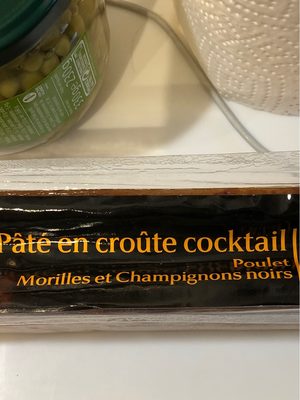 Pâté en croûte cocktail
Poulet
Morilles et Champignons noirs